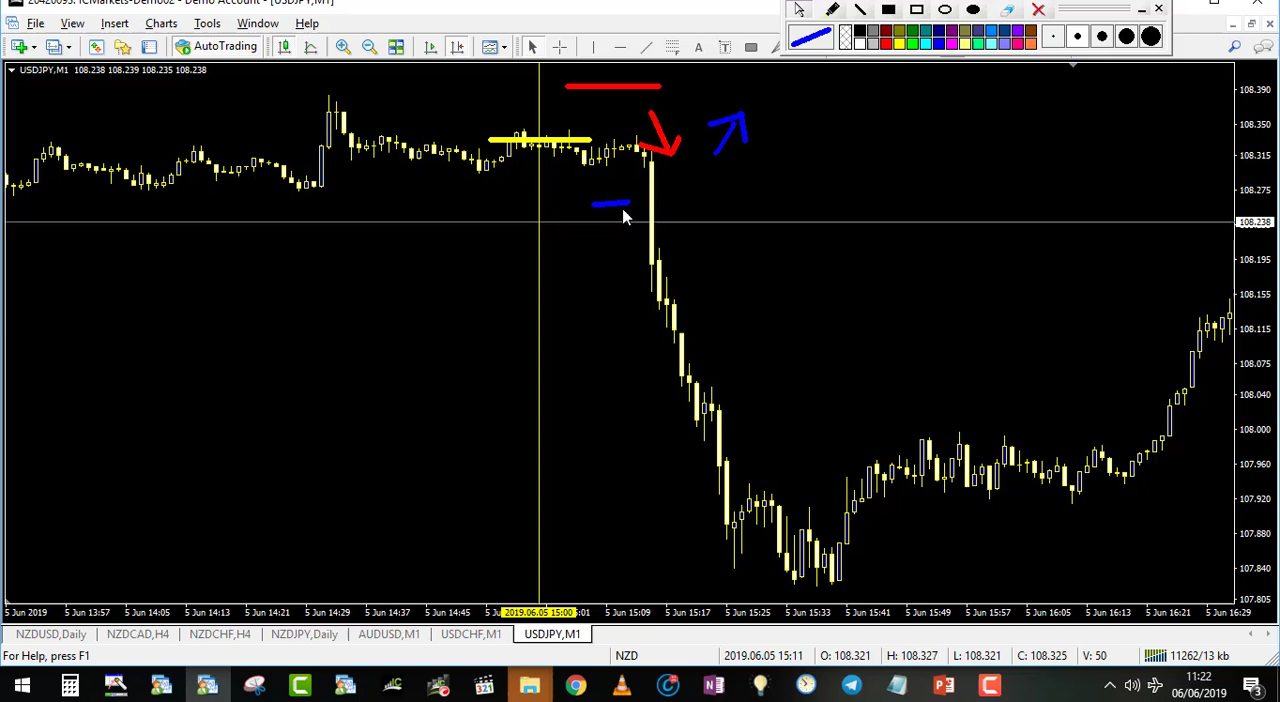 File View Insert Charts Tools Window Help
AutoTrading
A T
USDJPY,M1 108.238 108.239 108.235 108.238
108.390
108.350
108.315
108.275
108.238
108.195
108.155
108.115
108.075
108.040
108.000
107.960
107.920
107.880
107.840
107.805
5 Jun 2019 5 Jun 13:57 5 Jun 14:05 5 Jun 14:13 5 Jun 14:21 5 Jun 14:29 5 Jun 14:37 5 Jun 14:45 2019.06.05 15:00 5 Jun 15:09 5 Jun 15:17 5 Jun 15:25 5 Jun 15:33 5 Jun 15:41 5 Jun 15:49 5 Jun 15:57 5 Jun 16:05 5 Jun 16:13 5 Jun 16:21 5 Jun 16:29
NZDUSD,Daily NZDCAD,H4 NZDCHF,H4 NZDJPY,Daily AUDUSD,M1 USDCHF,M1 USDJPY,M1
For Help, press F1 NZD 2019.06.05 15:11 O: 108.321 H: 108.327 L: 108.321 C: 108.325 V: 50 11262/13 kb
11:22
06/06/2019
3